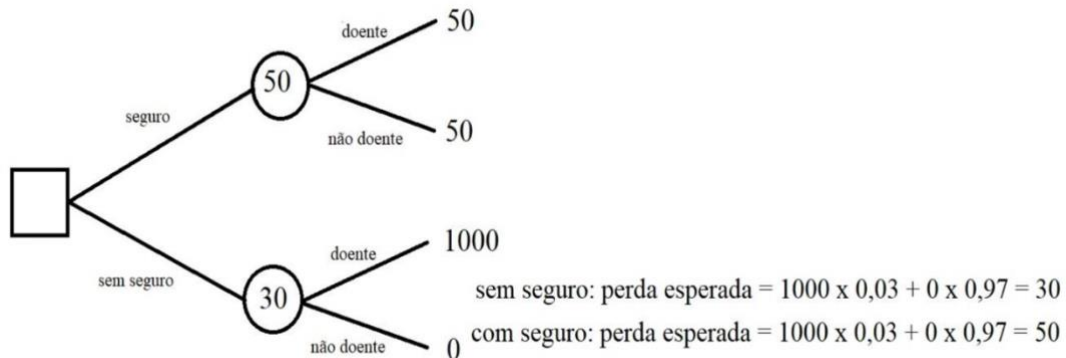 doente
50
50
seguro
não doente
50
doente
1000
sem seguro
30
não doente
0
sem seguro: perda esperada = 1000 x 0,03 + 0 x 0,97 = 30
com seguro: perda esperada = 1000 x 0,03 + 0 x 0,97 = 50